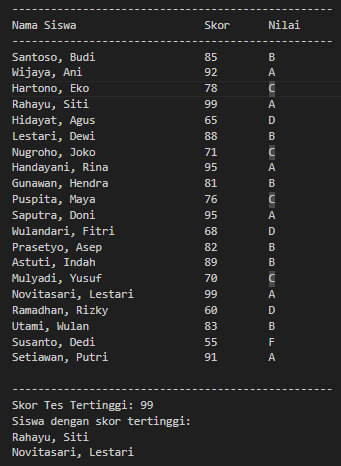 ----------------------------------------------------
Nama Siswa Skor Nilai
----------------------------------------------------
Santoso, Budi 85 B
Wijaya, Ani 92 A
Hartono, Eko 78 C
Rahayu, Siti 99 A
Hidayat, Agus 65 D
Lestari, Dewi 88 B
Nugroho, Joko 71 C
Handayani, Rina 95 A
Gunawan, Hendra 81 B
Puspita, Maya 76 C
Saputra, Doni 95 A
Wulandari, Fitri 68 D
Prasetyo, Asep 82 B
Astuti, Indah 89 B
Mulyadi, Yusuf 70 C
Novitasari, Lestari 99 A
Ramadhan, Rizky 60 D
Utami, Wulan 83 B
Susanto, Dedi 55 F
Setiawan, Putri 91 A
----------------------------------------------------
Skor Tes Tertinggi: 99
Siswa dengan skor tertinggi:
Rahayu, Siti
Novitasari, Lestari